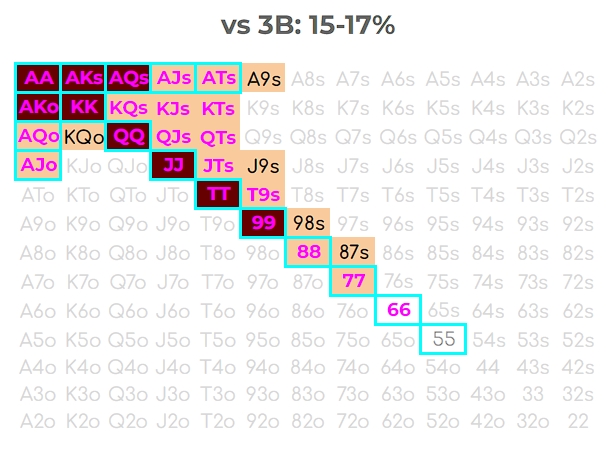 vs 3B: 15-17%
AA AKs AQs AJs ATs A9s A8s A7s A6s A5s A4s A3s A2s
AKo KK KQs KJs KTs K9s K8s K7s K6s K5s K4s K3s K2s
AQo KQo QQ QJs QTs Q9s Q8s Q7s Q6s Q5s Q4s Q3s Q2s
AJo KJo QJo JJ JTs J9s J8s J7s J6s J5s J4s J3s J2s
ATo KTo QTo JTo TT T9s T8s T7s T6s T5s T4s T3s T2s
A9o K9o Q9o J9o T9o 99 98s 97s 96s 95s 94s 93s 92s
A8o K8o Q8o J8o T8o 98o 88 87s 86s 85s 84s 83s 82s
A7o K7o Q7o J7o T7o 97o 87o 77 76s 75s 74s 73s 72s
A6o K6o Q6o J6o T6o 96o 86o 76o 66 65s 64s 63s 62s
A5o K5o Q5o J5o T5o 95o 85o 75o 65o 55 54s 53s 52s
A4o K4o Q4o J4o T4o 94o 84o 74o 64o 54o 44 43s 42s
A3o K3o Q3o J3o T3o 93o 83o 73o 63o 53o 43o 33 32s
A2o K2o Q2o J2o T2o 92o 82o 72o 62o 52o 42o 32o 22